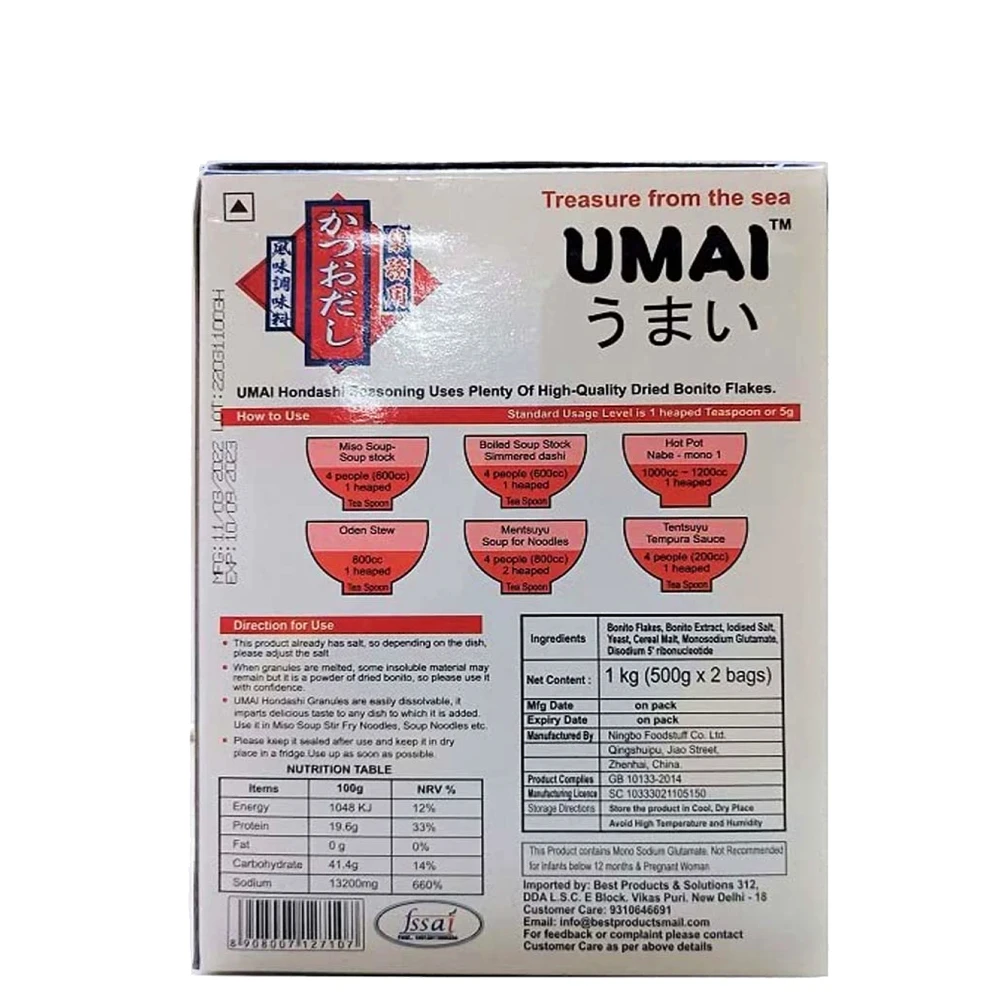 Treasure from the sea
業務用
かつおだし
風味調味料
UMAI™
うまい
UMAI Hondashi Seasoning Uses Plenty Of High-Quality Dried Bonito Flakes.
How to Use
Standard Usage Level is 1 heaped Teaspoon or 5g
Miso Soup-
Soup stock
4 people (600cc)
1 heaped
Tea Spoon
Boiled Soup Stock
Simmered dashi
4 people (600cc)
1 heaped
Tea Spoon
Hot Pot
Nabe - mono 1
1000cc ~ 1200cc
1 heaped
Oden Stew
800cc
1 heaped
Tea Spoon
Mentsuyu
Soup for Noodles
4 people (800cc)
2 heaped
Tea Spoon
Tentsuyu
Tempura Sauce
4 people (200cc)
1 heaped
Tea Spoon
LOT: 22031100GH
MFG: 11/03/2022
EXP: 10/09/2023
Direction for Use
• This product already has salt, so depending on the dish,
please adjust the salt
• When granules are melted, some insoluble material may
remain but it is a powder of dried bonito, so please use it
with confidence.
• UMAI Hondashi Granules are easily dissolvable, it
imparts delicious taste to any dish to which it is added.
Use it in Miso Soup Stir Fry Noodles, Soup Noodles etc.
• Please keep it sealed after use and keep it in dry
place in a fridge.Use up as soon as possible.
NUTRITION TABLE
Items 100g NRV %
Energy 1048 KJ 12%
Protein 19.6g 33%
Fat 0 g 0%
Carbohydrate 41.4g 14%
Sodium 13200mg 660%
8 908007 127107
fssai
Ingredients Bonito Flakes, Bonito Extract, Iodised Salt,
Yeast, Cereal Malt, Monosodium Glutamate,
Disodium 5' ribonucleotide
Net Content : 1 kg (500g x 2 bags)
Mfg Date on pack
Expiry Date on pack
Manufactured By Ningbo Foodstuff Co. Ltd.
Qingshuipu, Jiao Street,
Zhenhai, China.
Product Complies GB 10133-2014
Manufacturing Licence SC 10333021105150
Storage Directions Store the product in Cool, Dry Place
Avoid High Temperature and Humidity
This Product contains Mono Sodium Glutamate. Not Recommended
for Infants below 12 months & Pregnant Woman
Imported by: Best Products & Solutions 312,
DDA L.S.C. E Block. Vikas Puri. New Delhi - 18
Customer Care: 9310646691
Email: info@bestproductsmail.com
For feedback or complaint please contact
Customer Care as per above details